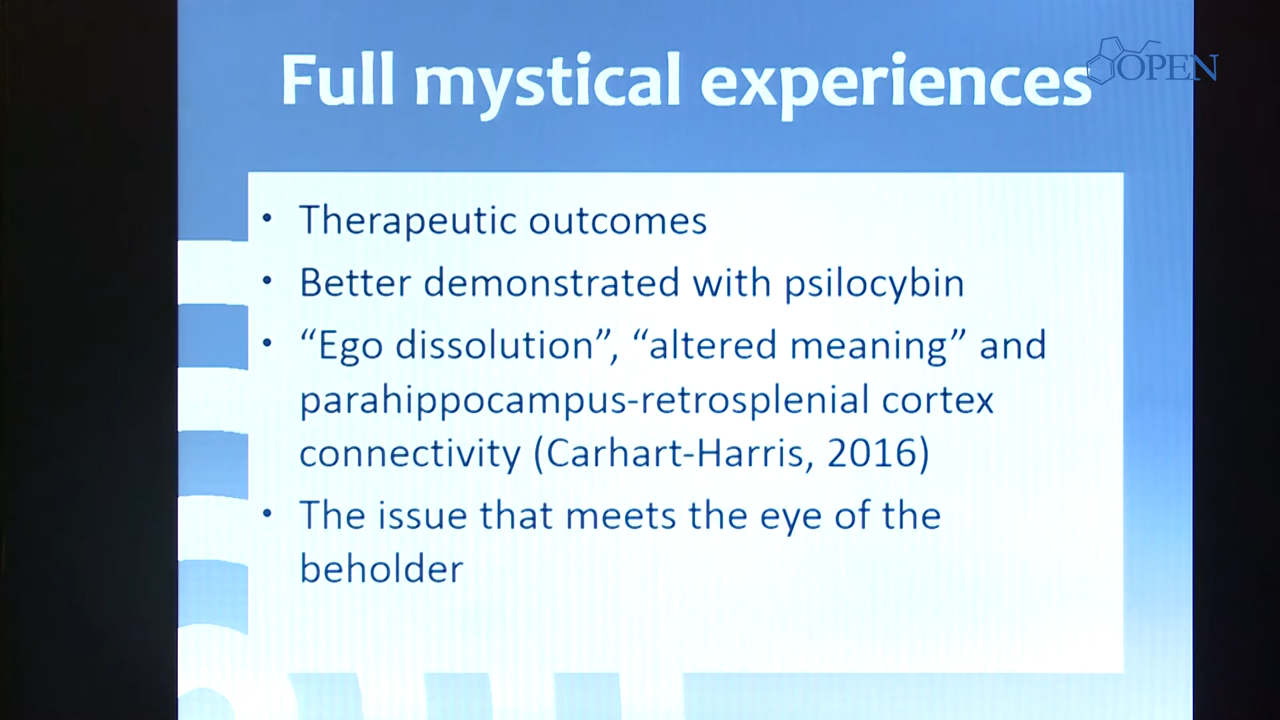 Full mystical experiences
OPEN
• Therapeutic outcomes
• Better demonstrated with psilocybin
• “Ego dissolution”, “altered meaning” and
parahippocampus-retrosplenial cortex
connectivity (Carhart-Harris, 2016)
• The issue that meets the eye of the
beholder